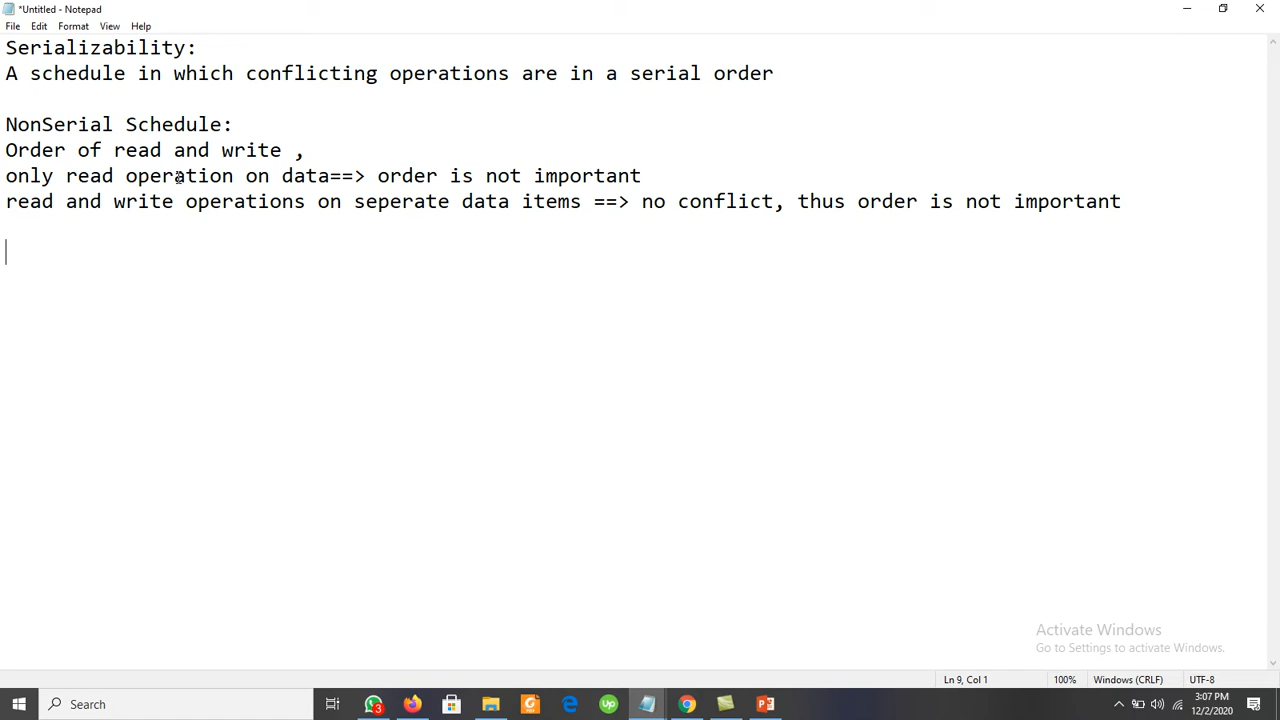 *Untitled - Notepad
File Edit Format View Help
Serializability:
A schedule in which conflicting operations are in a serial order
NonSerial Schedule:
Order of read and write ,
only read operation on data==> order is not important
read and write operations on seperate data items ==> no conflict, thus order is not important
Activate Windows
Go to Settings to activate Windows.
Ln 9, Col 1 100% Windows (CRLF) UTF-8
Search 3 Up 3:07 PM
12/2/2020